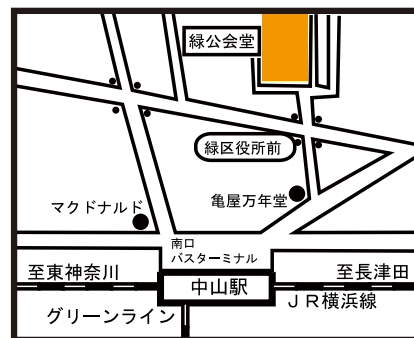 緑公会堂
緑区役所前
マクドナルド
亀屋万年堂
南口
バスターミナル
至東神奈川
中山駅
至長津田
JR横浜線
グリーンライン